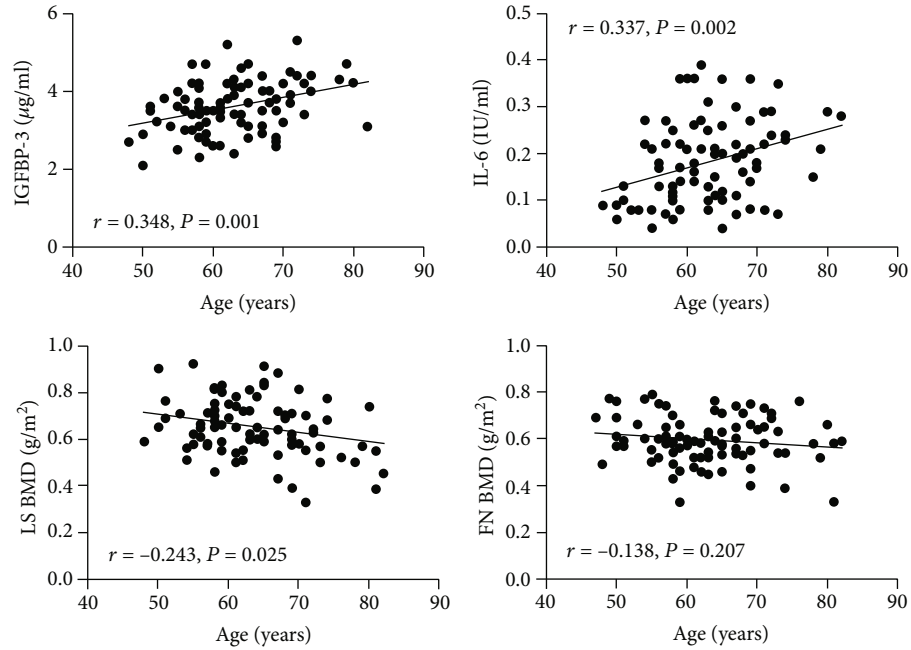 6
4
2
0
IGFBP-3 (μg/ml)
r = 0.348, P = 0.001
40 50 60 70 80 90
Age (years)
r = 0.337, P = 0.002
0.5
0.4
0.3
0.2
0.1
0.0
IL-6 (IU/ml)
40 50 60 70 80 90
Age (years)
1.0
0.8
0.6
0.4
0.2
0.0
LS BMD (g/m²)
r = –0.243, P = 0.025
40 50 60 70 80 90
Age (years)
1.0
0.8
0.6
0.4
0.2
0.0
FN BMD (g/m²)
r = –0.138, P = 0.207
40 50 60 70 80 90
Age (years)